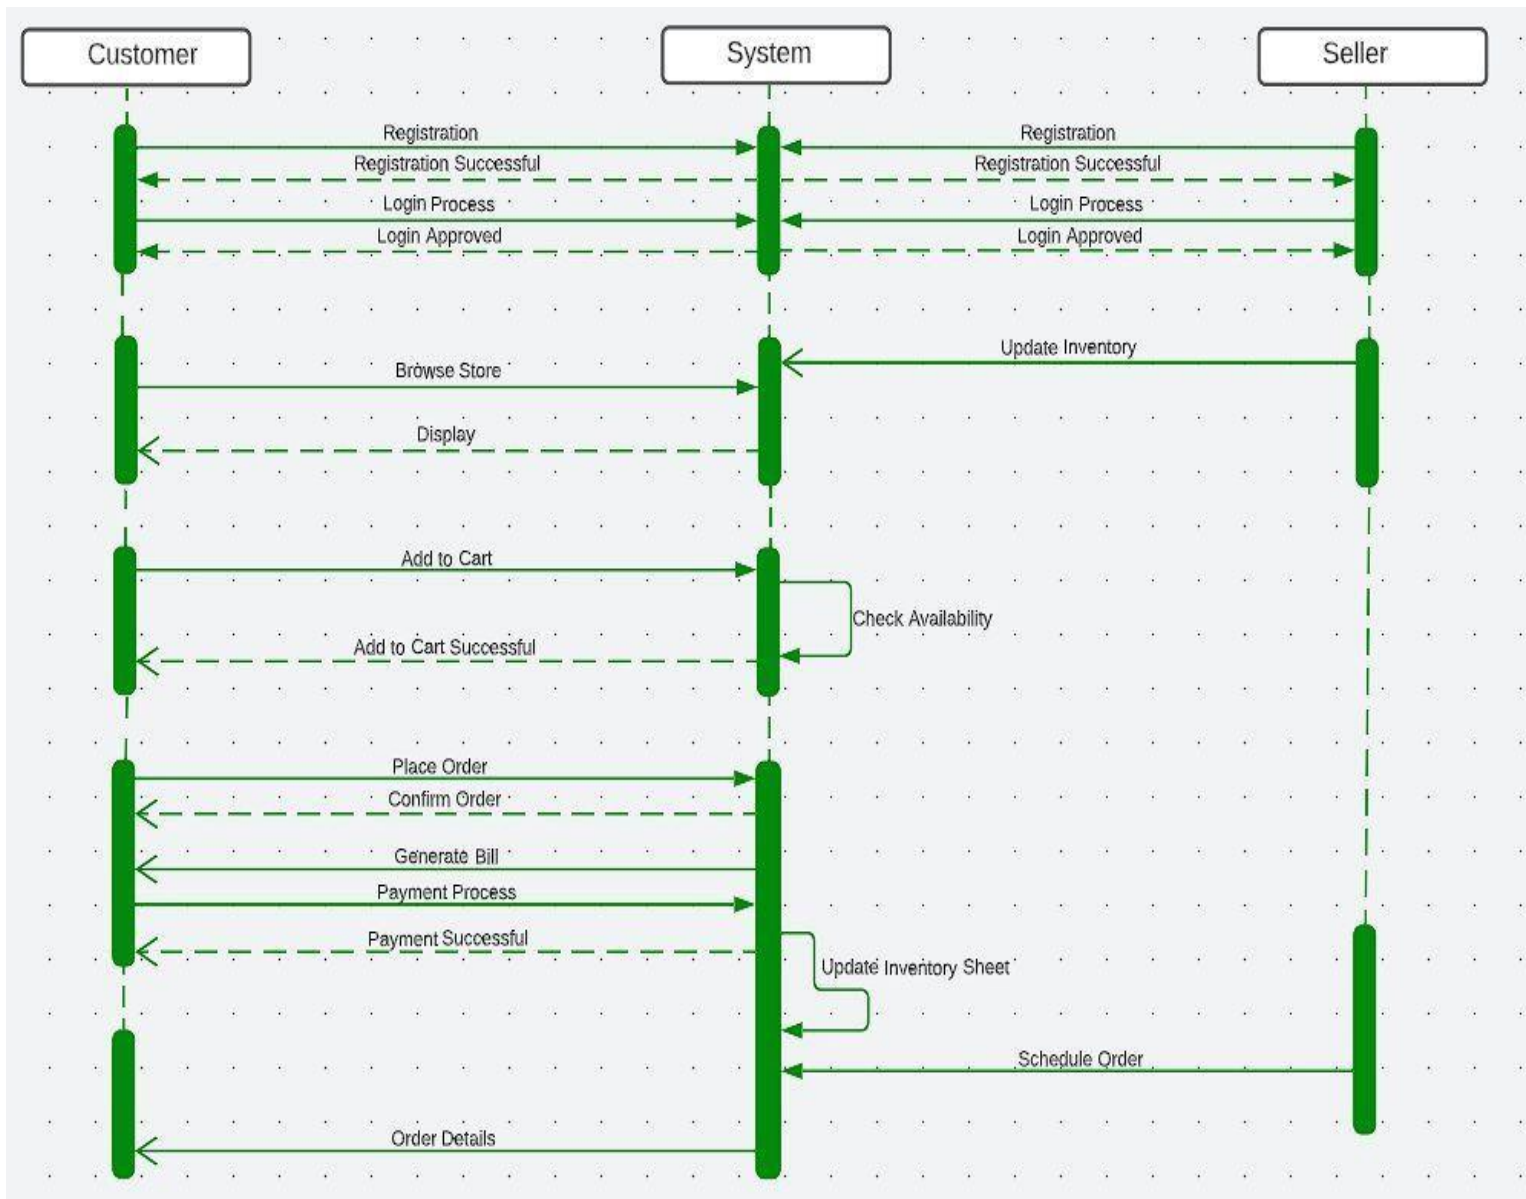 Customer
System
Seller
Registration
Registration
Registration Successful
Registration Successful
Login Process
Login Process
Login Approved
Login Approved
Update Inventory
Browse Store
Display
Add to Cart
Check Availability
Add to Cart Successful
Place Order
Confirm Order
Generate Bill
Payment Process
Payment Successful
Update Inventory Sheet
Schedule Order
Order Details